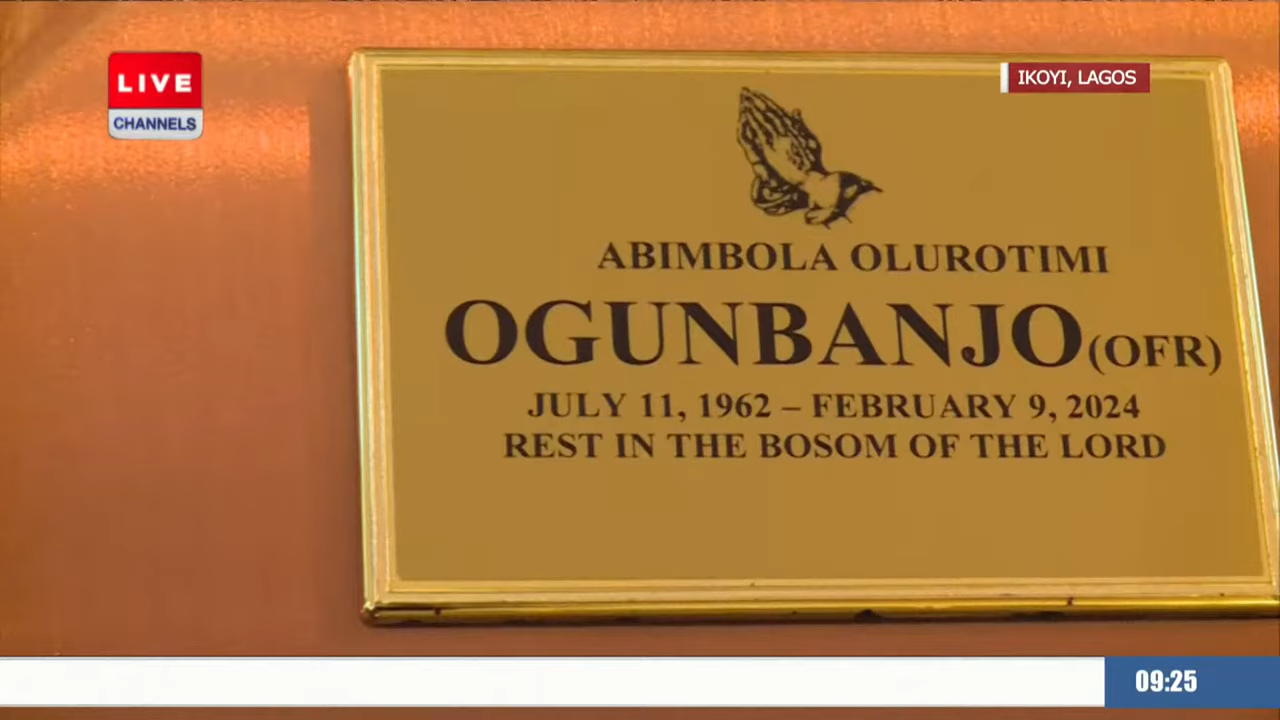 LIVE
CHANNELS
IKOYI, LAGOS
ABIMBOLA OLUROTIMI
OGUNBANJO (OFR)
JULY 11, 1962 – FEBRUARY 9, 2024
REST IN THE BOSOM OF THE LORD
09:25